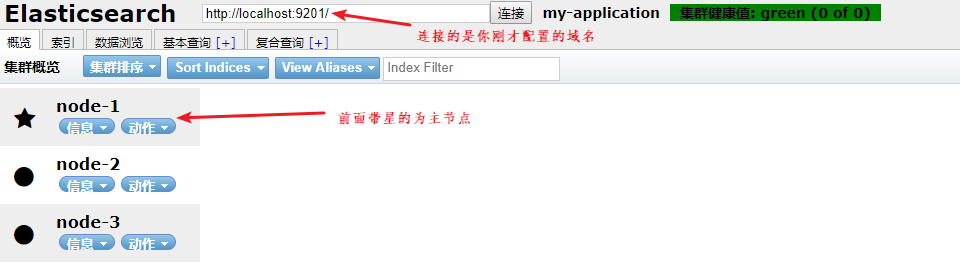 Elasticsearch http://localhost:9201/ 连接 my-application 集群健康值: green (0 of 0)
连接的是你刚才配置的域名
概览 索引 数据浏览 基本查询 [+] 复合查询 [+]
集群概览 集群排序 Sort Indices View Aliases Index Filter
node-1
信息 动作
前面带星的为主节点
node-2
信息 动作
node-3
信息 动作